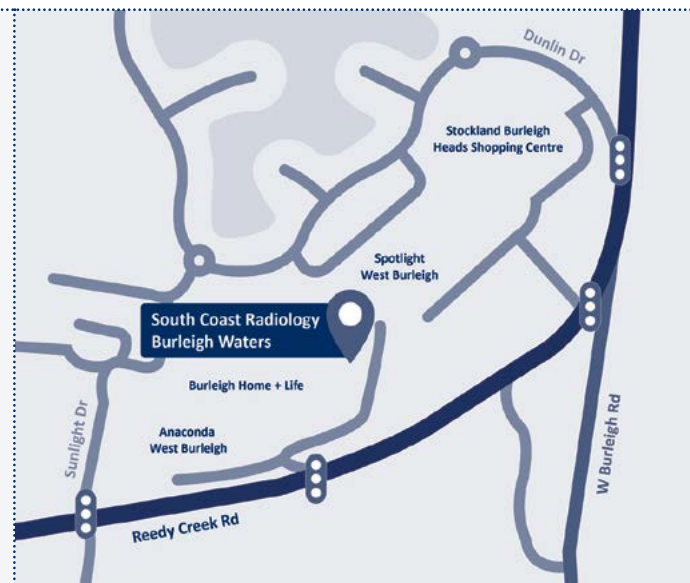 Dunlin Dr
Stockland Burleigh
Heads Shopping Centre
Spotlight
West Burleigh
South Coast Radiology
Burleigh Waters
Burleigh Home + Life
Anaconda
West Burleigh
Sunlight Dr
W Burleigh Rd
Reedy Creek Rd